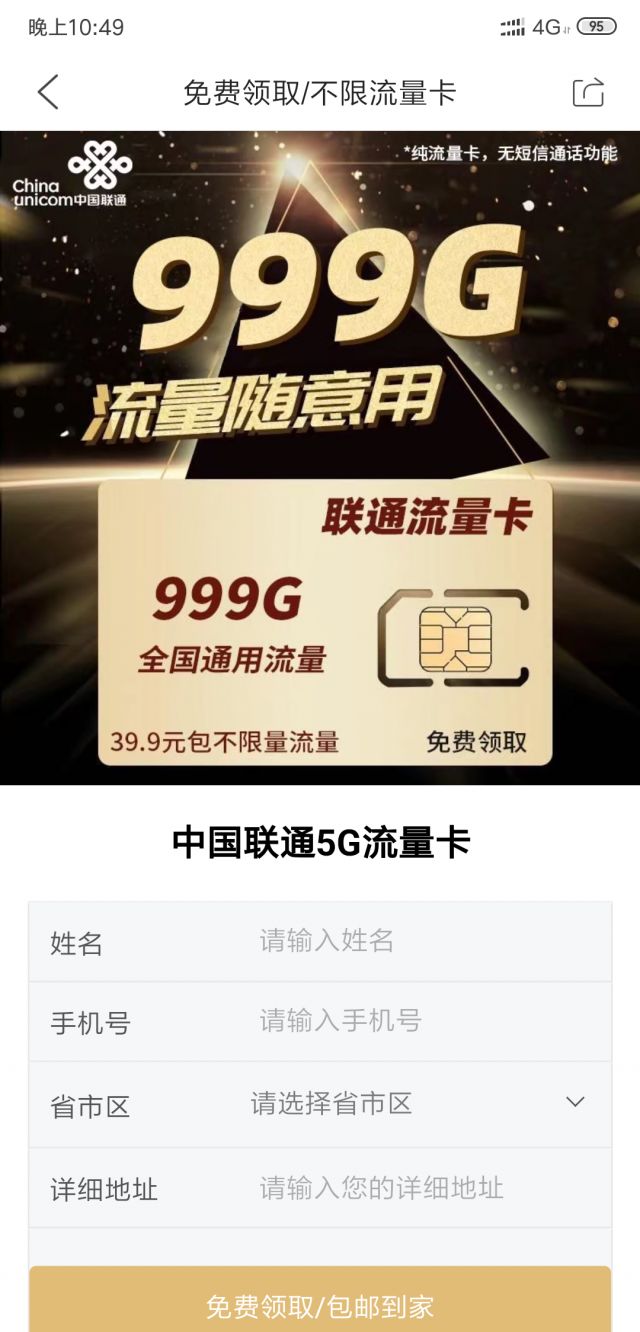 晚上10:49
4G
95
免费领取/不限流量卡
*纯流量卡，无短信通话功能
China
unicom中国联通
999G
流量随意用
联通流量卡
999G
全国通用流量
39.9元包不限量流量
免费领取
中国联通5G流量卡
姓名
请输入姓名
手机号
请输入手机号
省市区
请选择省市区
详细地址
请输入您的详细地址
免费领取/包邮到家